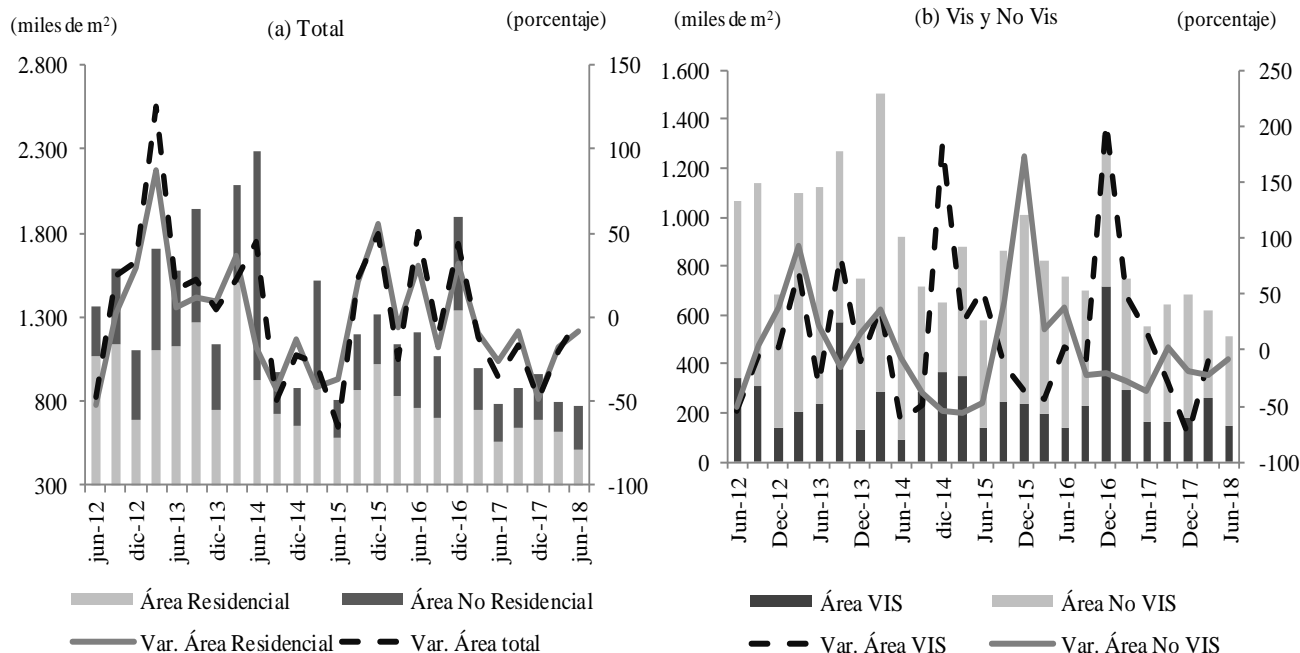 (miles de m²)
(a) Total
(porcentaje)
2.800
2.300
1.800
1.300
800
300
150
100
50
0
-50
-100
jun-12
dic-12
jun-13
dic-13
jun-14
dic-14
jun-15
dic-15
jun-16
dic-16
jun-17
dic-17
jun-18
Área Residencial
Área No Residencial
Var. Área Residencial
Var. Área total
(miles de m²)
(b) Vis y No Vis
(porcentaje)
1.600
1.400
1.200
1.000
800
600
400
200
0
250
200
150
100
50
0
-50
-100
Jun-12
Dec-12
Jun-13
Dec-13
Jun-14
dic-14
Jun-15
Dec-15
Jun-16
Dec-16
Jun-17
Dec-17
Jun-18
Área VIS
Área No VIS
Var. Área VIS
Var. Área No VIS